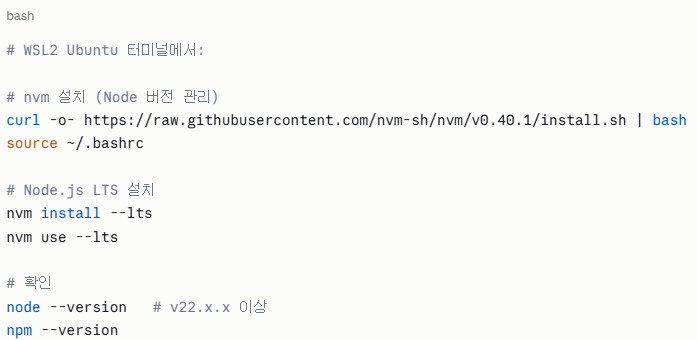 bash
# WSL2 Ubuntu 터미널에서:
# nvm 설치 (Node 버전 관리)
curl -o- https://raw.githubusercontent.com/nvm-sh/nvm/v0.40.1/install.sh | bash
source ~/.bashrc
# Node.js LTS 설치
nvm install --lts
nvm use --lts
# 확인
node --version   # v22.x.x 이상
npm --version